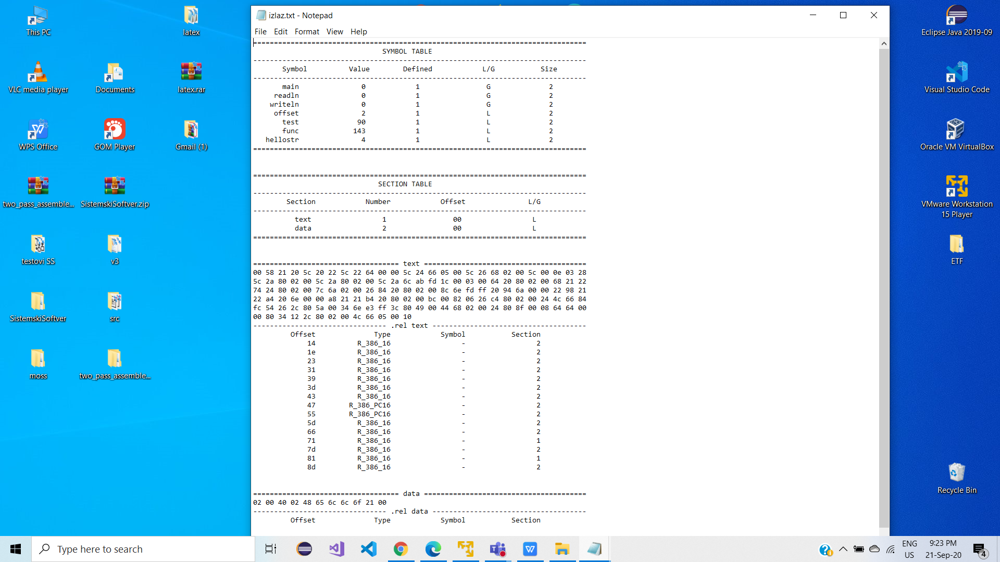 This PC
latex
VLC media player
Documents
latex.rar
WPS Office
GOM Player
Gmail (1)
two_pass_assemble...
SistemskiSoftver.zip
testovi SS
v3
SistemskiSoftver
src
moss
two_pass_assemble...
izlaz.txt - Notepad
File Edit Format View Help
================================================================================
SYMBOL TABLE
--------------------------------------------------------------------------------
Symbol Value Defined L/G Size
--------------------------------------------------------------------------------
main 0 1 G 2
readln 0 1 G 2
writeln 0 1 G 2
offset 2 1 L 2
test 90 1 L 2
func 143 1 L 2
hellostr 4 1 L 2
================================================================================
================================================================================
SECTION TABLE
--------------------------------------------------------------------------------
Section Number Offset L/G
--------------------------------------------------------------------------------
text 1 00 L
data 2 00 L
================================================================================
=================================== text =======================================
00 58 21 20 5c 20 22 5c 22 64 00 00 5c 24 66 05 00 5c 26 68 02 00 5c 00 0e 03 28
5c 2a 80 02 00 5c 2a 80 02 00 5c 2a 6c ab fd 1c 00 03 00 64 20 80 02 00 68 21 22
74 24 80 02 00 7c 6a 02 00 26 84 20 80 02 00 8c 6e fd ff 20 94 6a 00 00 22 98 21
22 a4 20 6e 00 00 a8 21 21 b4 20 80 02 00 bc 00 82 06 26 c4 80 02 00 24 4c 66 84
fc 54 26 2c 80 5a 00 34 6e e3 ff 3c 80 49 00 44 68 02 00 24 80 8f 00 08 64 64 00
00 80 34 12 2c 80 02 00 4c 66 05 00 10
-------------------------------- .rel text -------------------------------------
Offset Type Symbol Section
14 R_386_16 - 2
1e R_386_16 - 2
23 R_386_16 - 2
31 R_386_16 - 2
39 R_386_16 - 2
3d R_386_16 - 2
43 R_386_16 - 2
47 R_386_PC16 - 2
55 R_386_PC16 - 2
5d R_386_16 - 2
66 R_386_16 - 2
71 R_386_16 - 1
7d R_386_16 - 2
81 R_386_16 - 1
8d R_386_16 - 2
=================================== data =======================================
02 00 40 02 48 65 6c 6c 6f 21 00
-------------------------------- .rel data -------------------------------------
Offset Type Symbol Section
Eclipse Java 2019-09
Visual Studio Code
Oracle VM VirtualBox
VMware Workstation
15 Player
ETF
Recycle Bin
Type here to search
ENG
US
9:23 PM
21-Sep-20
4